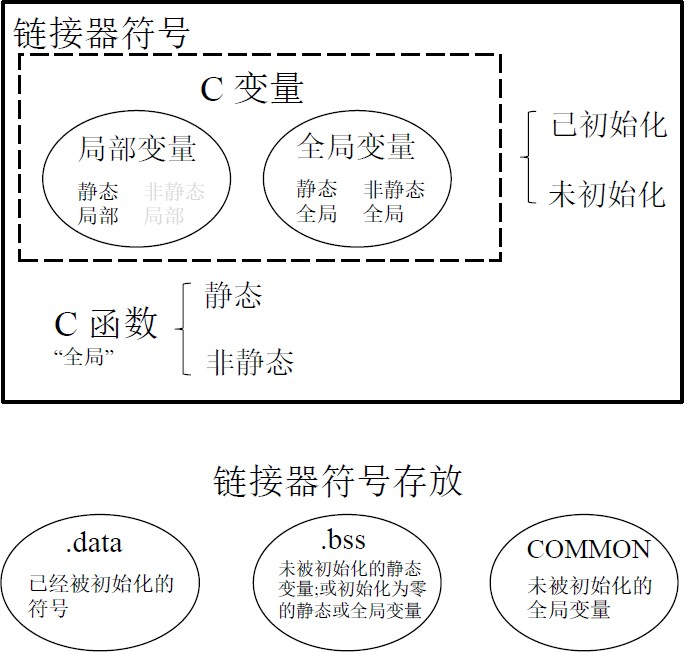 链接器符号
C 变量
局部变量
静态
局部
非静态
局部
全局变量
静态
全局
非静态
全局
已初始化
未初始化
C 函数
“全局”
静态
非静态
链接器符号存放
.data
已经被初始化的
符号
.bss
未被初始化的静态
变量;或初始化为零
的静态或全局变量
COMMON
未被初始化的
全局变量